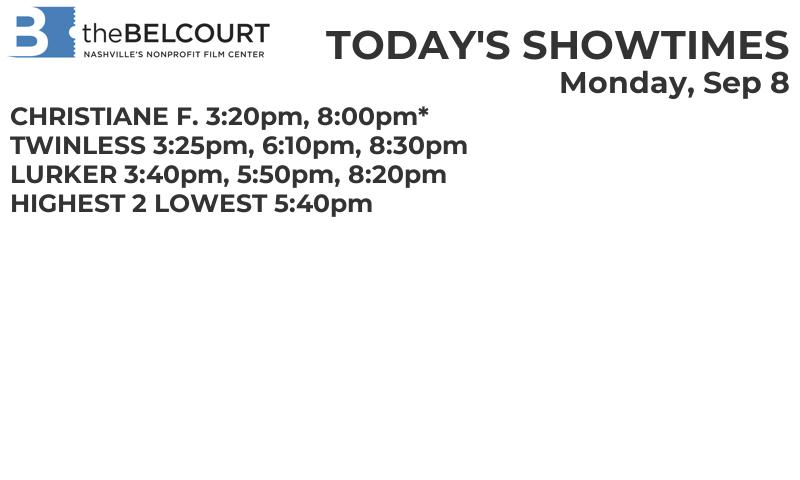 B theBELCOURT
NASHVILLE'S NONPROFIT FILM CENTER
TODAY'S SHOWTIMES
Monday, Sep 8
CHRISTIANE F. 3:20pm, 8:00pm*
TWINLESS 3:25pm, 6:10pm, 8:30pm
LURKER 3:40pm, 5:50pm, 8:20pm
HIGHEST 2 LOWEST 5:40pm